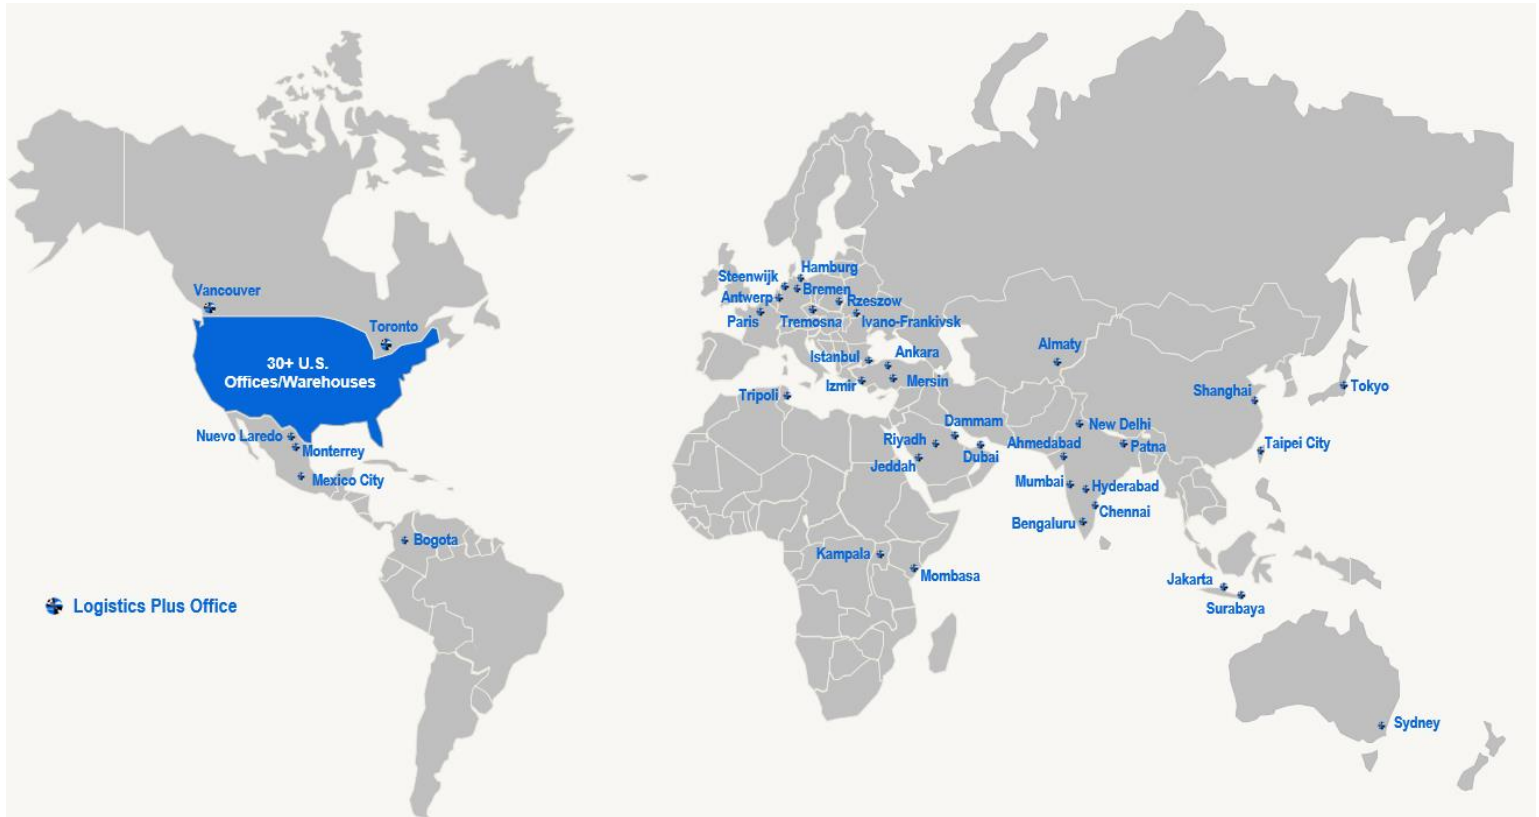 Vancouver
Toronto
30+ U.S.
Offices/Warehouses
Nuevo Laredo
Monterrey
Mexico City
Bogota
Logistics Plus Office
Steenwijk
Hamburg
Bremen
Antwerp
Rzeszow
Paris
Tremosna
Ivano-Frankivsk
Istanbul
Ankara
Izmir
Mersin
Tripoli
Almaty
Shanghai
Tokyo
Dammam
New Delhi
Riyadh
Ahmedabad
Patna
Taipei City
Jeddah
Dubai
Mumbai
Hyderabad
Chennai
Bengaluru
Kampala
Mombasa
Jakarta
Surabaya
Sydney